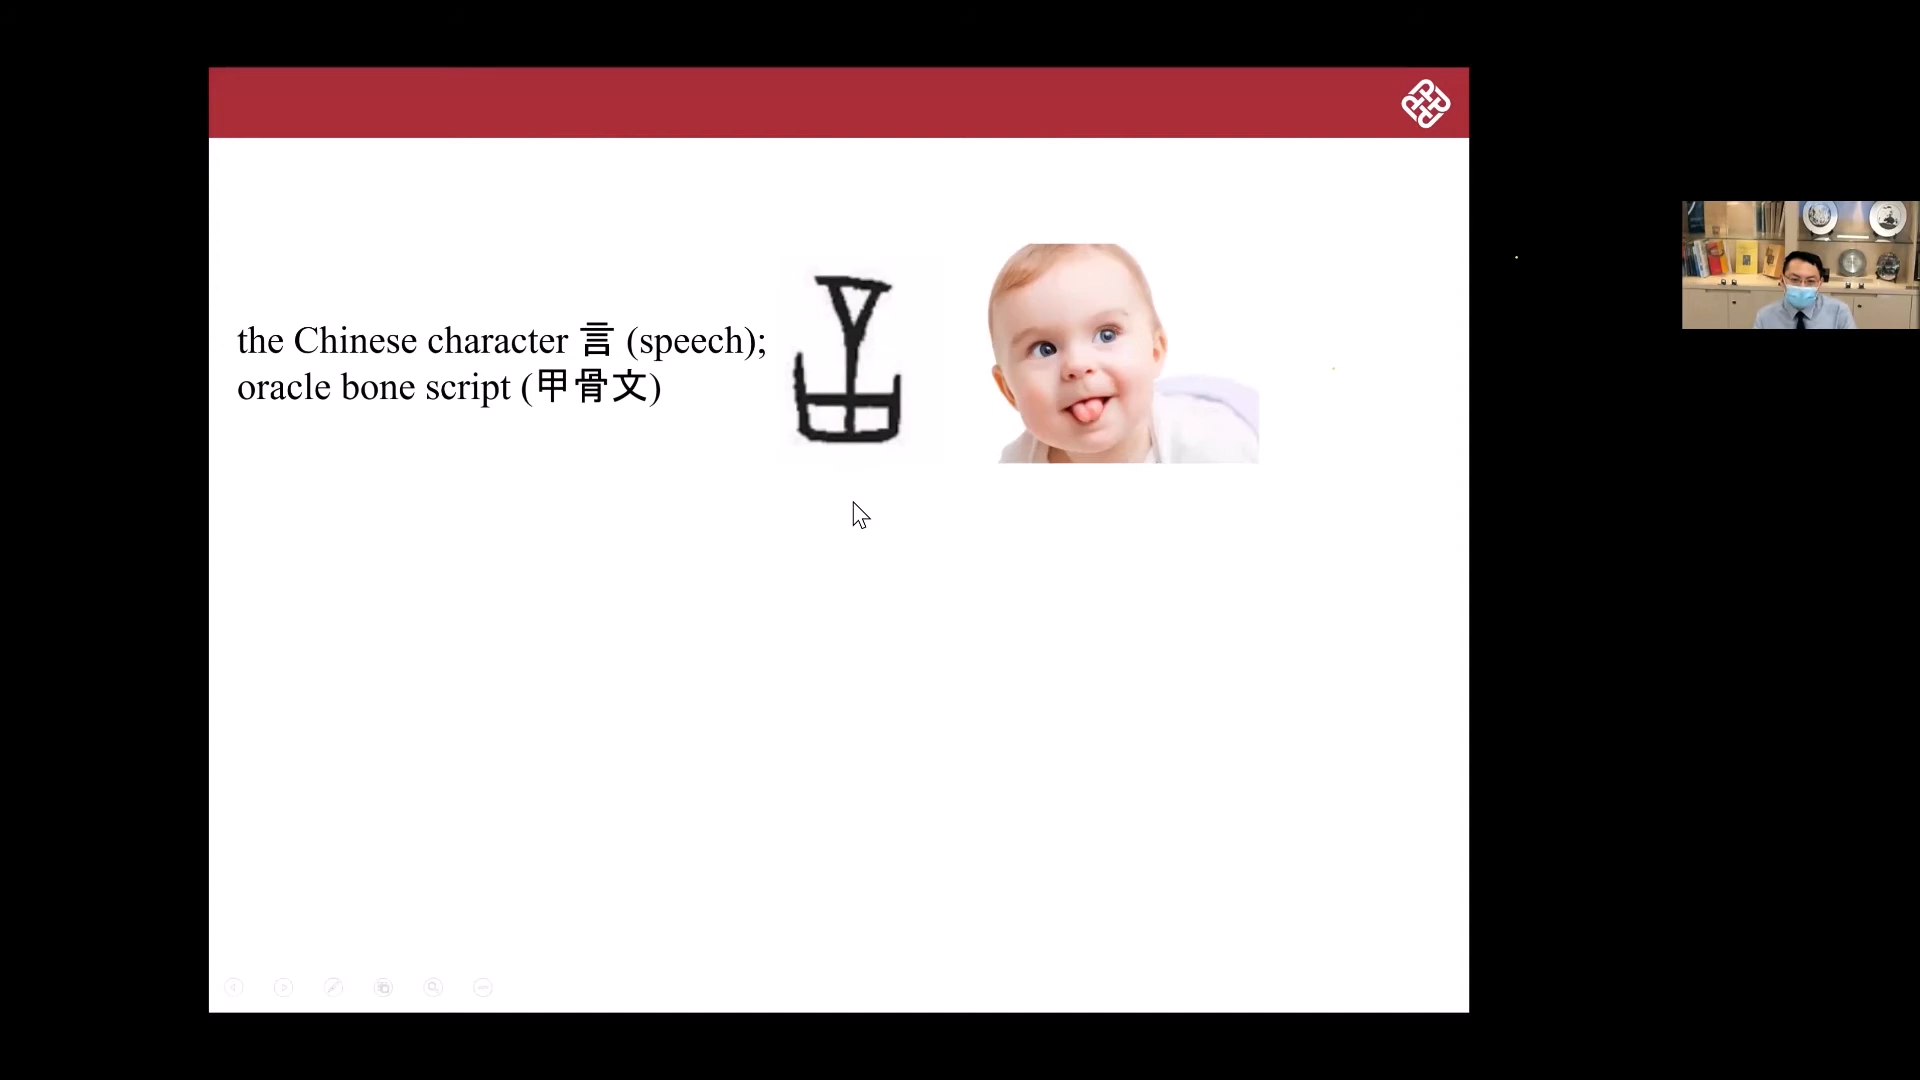 the Chinese character 言 (speech);
oracle bone script (甲骨文)